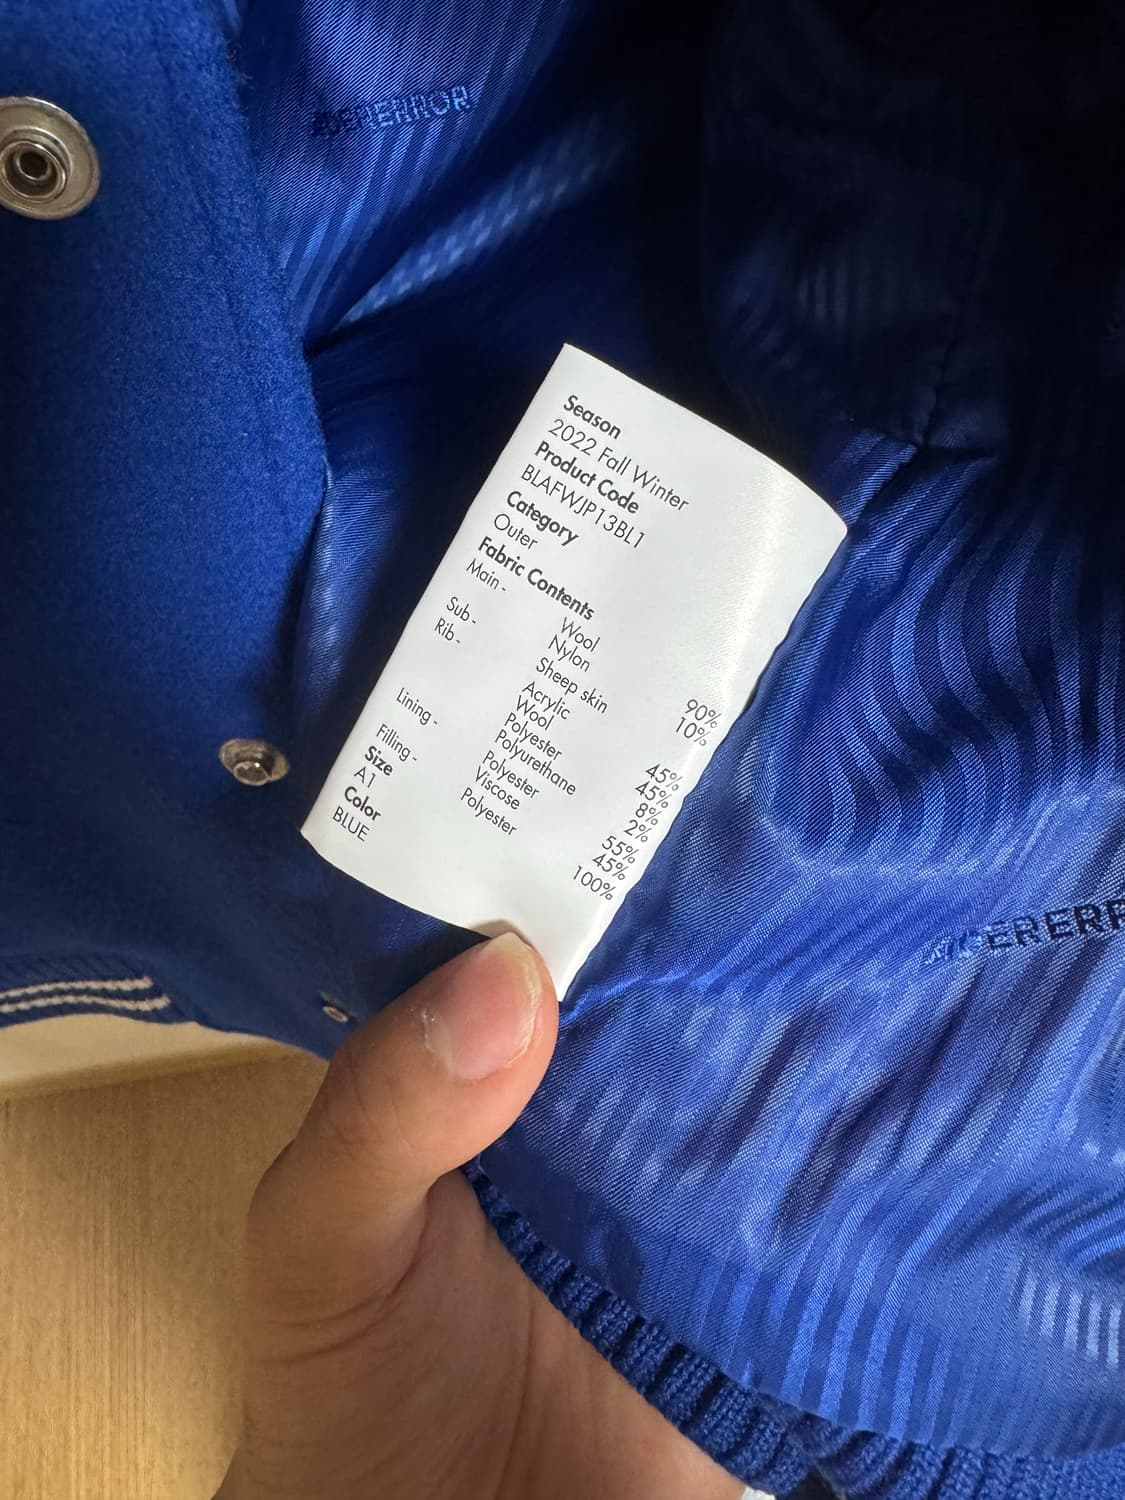 ADERERROR
Season
2022 Fall Winter
Product Code
BLAFWJP13BL1
Category
Outer
Fabric Contents
Main - Wool 90%
Nylon 10%
Sub - Sheep skin
Rib - Acrylic 45%
Wool 45%
Polyester 8%
Polyurethane 2%
Lining - Polyester 55%
Viscose 45%
Filling - Polyester 100%
Size
A1
Color
BLUE